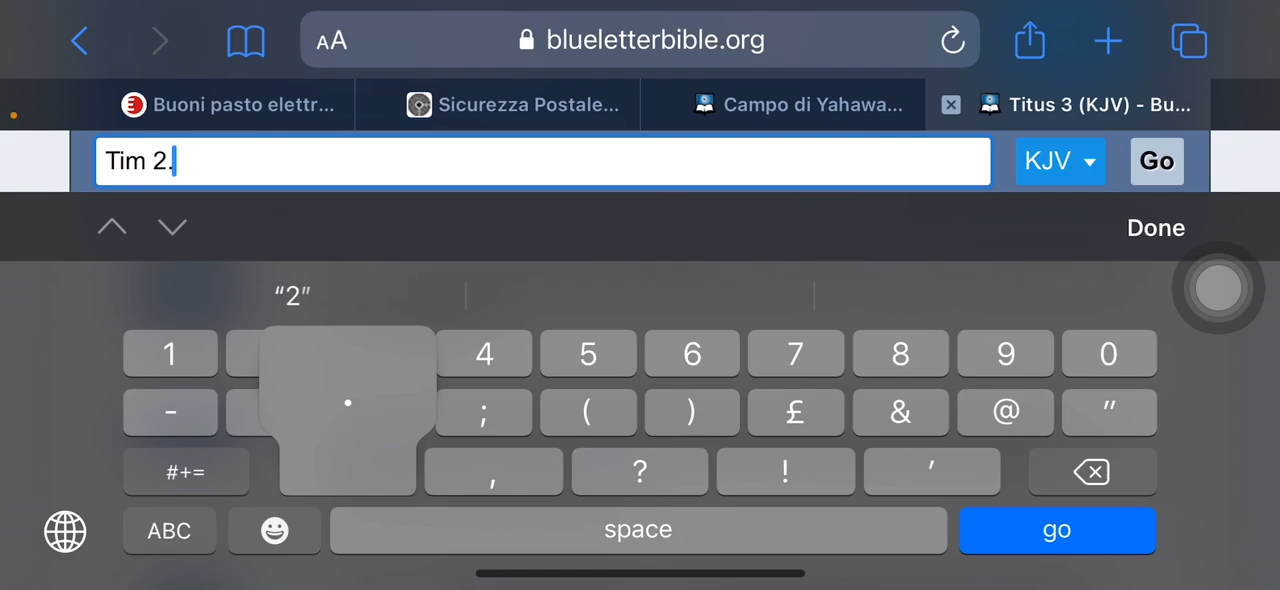 AA blueletterbible.org
Buoni pasto elettr... Sicurezza Postale... Campo di Yahawa... Titus 3 (KJV) - Bu...
Tim 2. KJV Go
Done
“2”
1 4 5 6 7 8 9 0
- ; ( ) £ & @ "
#+= . , ? ! ’
ABC space go